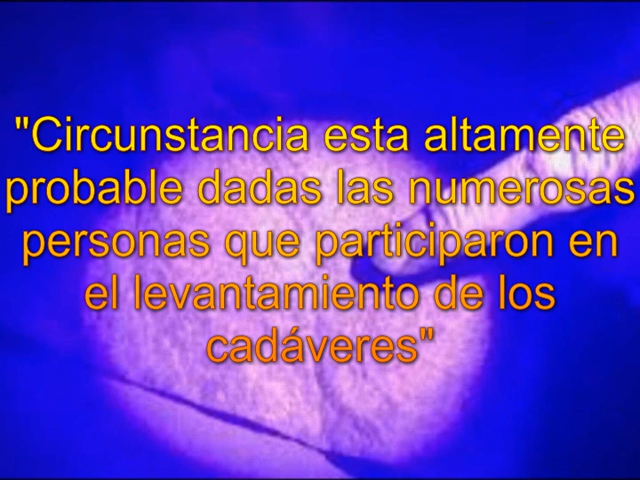 "Circunstancia esta altamente
probable dadas las numerosas
personas que participaron en
el levantamiento de los
cadáveres"